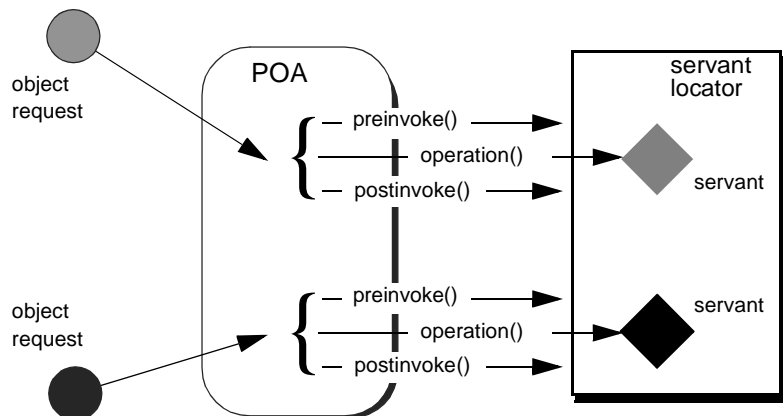 object
request
POA
preinvoke()
operation()
postinvoke()
servant
locator
servant
object
request
preinvoke()
operation()
postinvoke()
servant